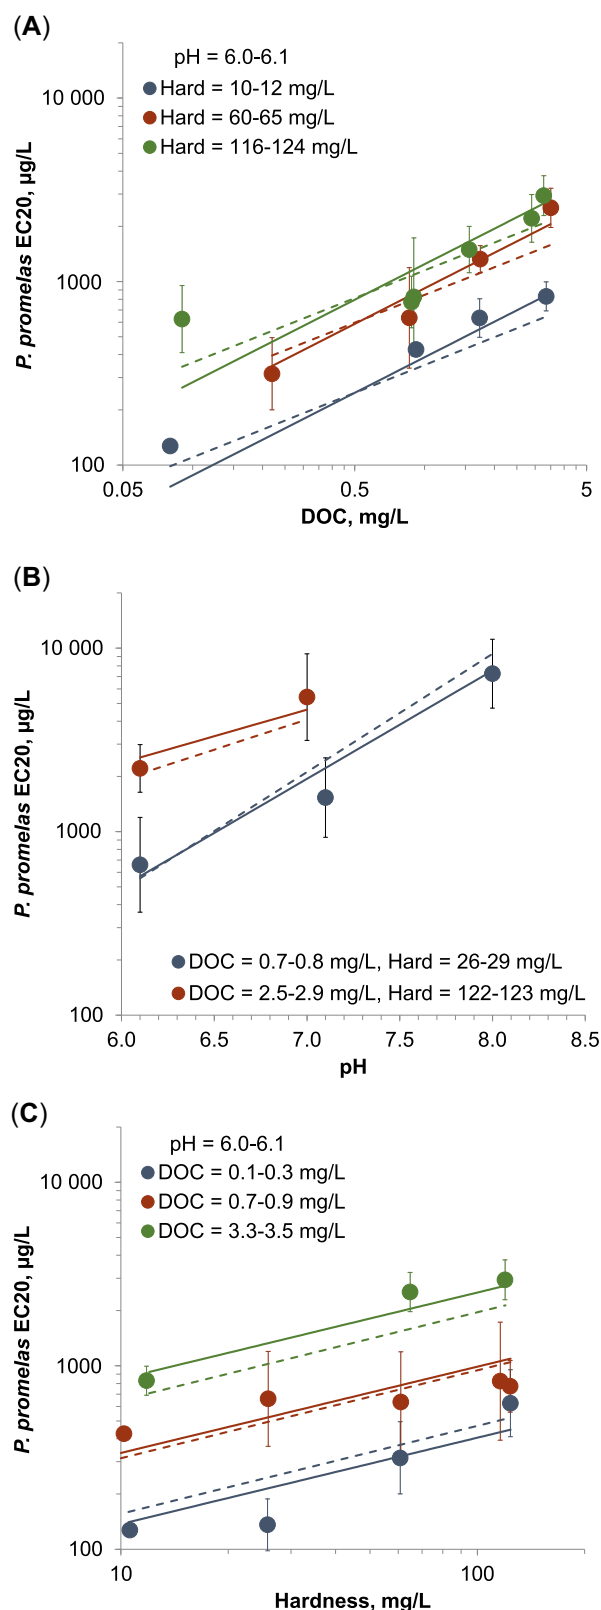 (A)
pH = 6.0-6.1
Hard = 10-12 mg/L
Hard = 60-65 mg/L
Hard = 116-124 mg/L
P. promelas EC20, µg/L
10 000
1000
100
0.05
0.5
5
DOC, mg/L
(B)
P. promelas EC20, µg/L
10 000
1000
100
DOC = 0.7-0.8 mg/L, Hard = 26-29 mg/L
DOC = 2.5-2.9 mg/L, Hard = 122-123 mg/L
6.0
6.5
7.0
7.5
8.0
8.5
pH
(C)
pH = 6.0-6.1
DOC = 0.1-0.3 mg/L
DOC = 0.7-0.9 mg/L
DOC = 3.3-3.5 mg/L
P. promelas EC20, µg/L
10 000
1000
100
10
100
Hardness, mg/L